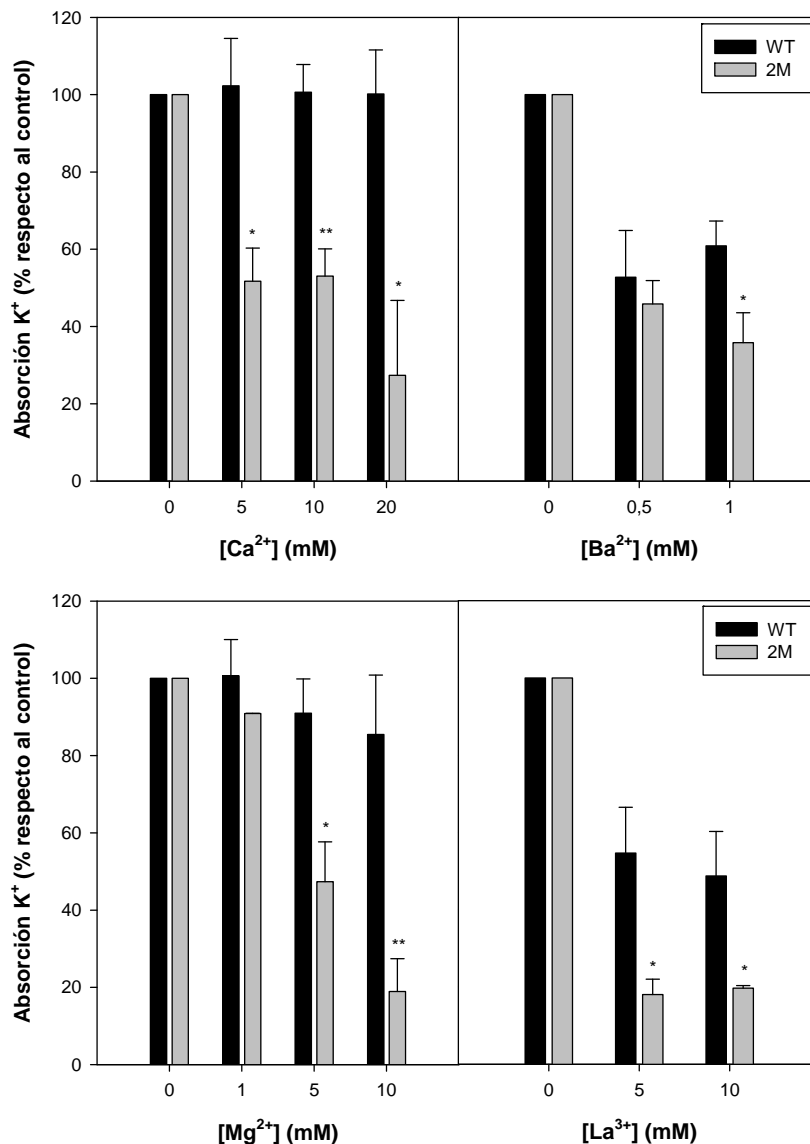 Absorción K⁺ (% respecto al control)
120
100
80
60
40
20
0
*
**
*
0 5 10 20
[Ca²⁺] (mM)
WT
2M
*
0 0,5 1
[Ba²⁺] (mM)
Absorción K⁺ (% respecto al control)
120
100
80
60
40
20
0
*
**
0 1 5 10
[Mg²⁺] (mM)
WT
2M
*
*
0 5 10
[La³⁺] (mM)